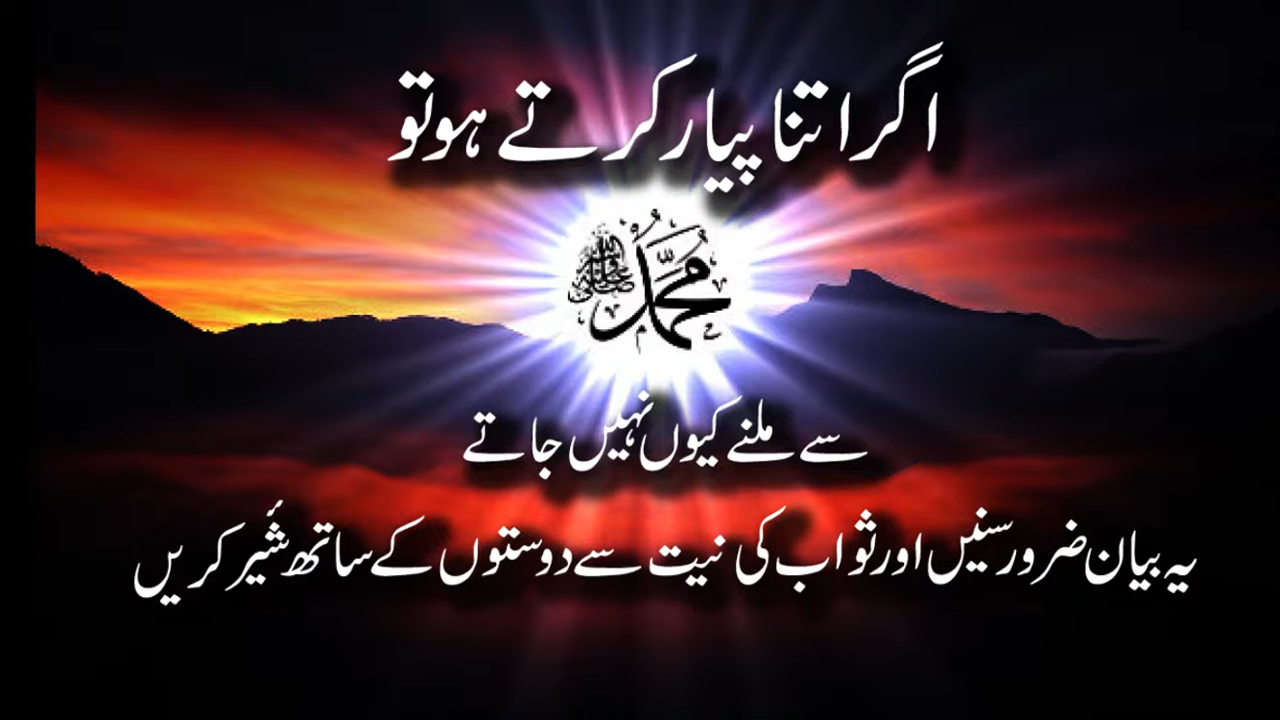 اگر اتنا پیار کرتے ہو تو
محمد صلى الله عليه وسلم
سے ملنے کیوں نہیں جاتے
یہ بیان ضرور سنیں اور ثواب کی نیت سے دوستوں کے ساتھ شئیر کریں